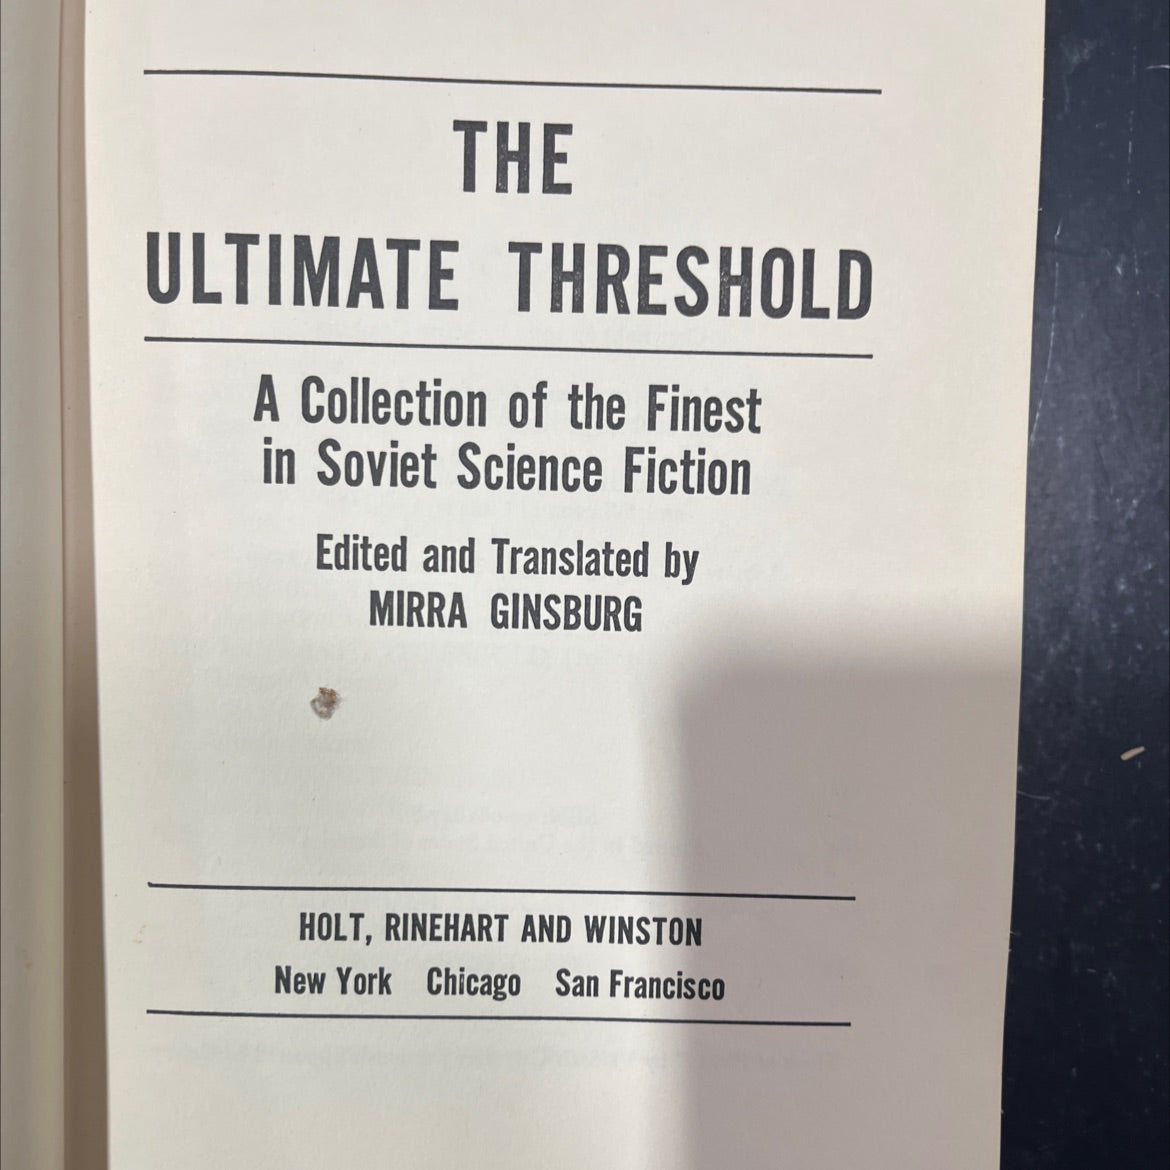 THE
ULTIMATE THRESHOLD
A Collection of the Finest
in Soviet Science Fiction
Edited and Translated by
MIRRA GINSBURG
HOLT, RINEHART AND WINSTON
New York Chicago San Francisco